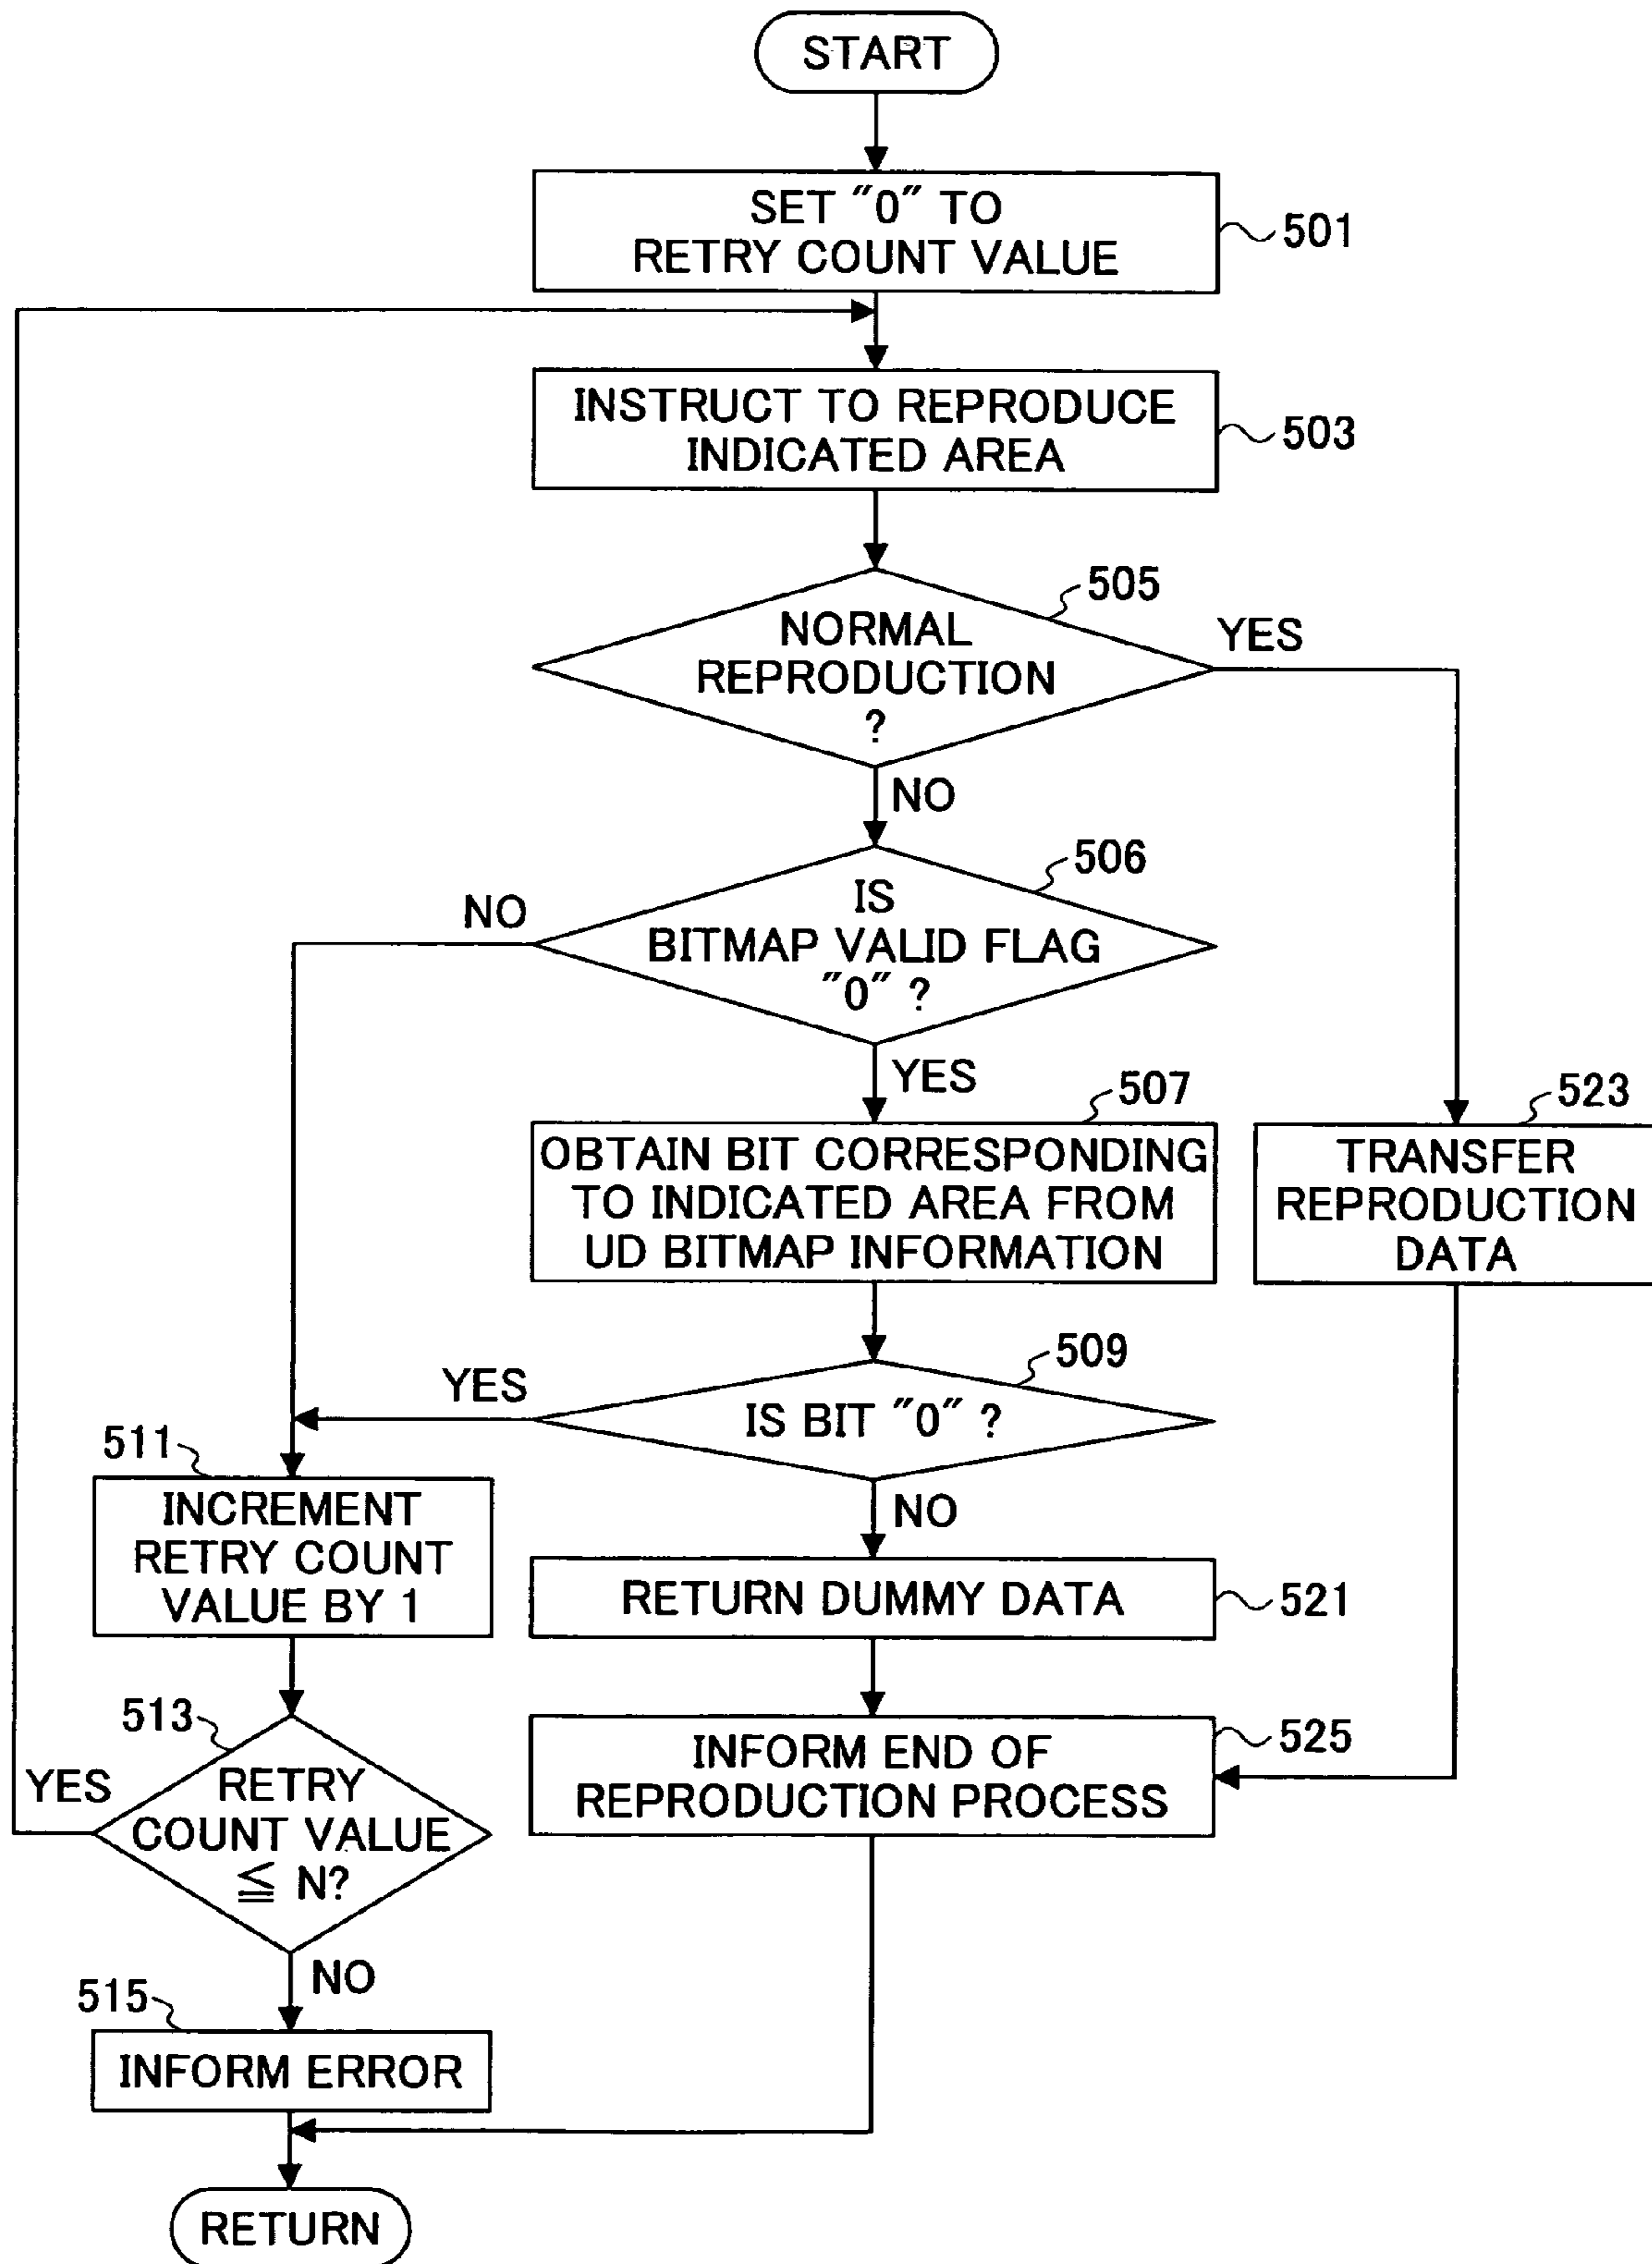 START
SET "0" TO
RETRY COUNT VALUE
501
INSTRUCT TO REPRODUCE
INDICATED AREA
503
505
NORMAL
REPRODUCTION
?
YES
NO
506
IS
BITMAP VALID FLAG
"0" ?
NO
YES
507
OBTAIN BIT CORRESPONDING
TO INDICATED AREA FROM
UD BITMAP INFORMATION
523
TRANSFER
REPRODUCTION
DATA
509
IS BIT "0" ?
YES
NO
511
INCREMENT
RETRY COUNT
VALUE BY 1
RETURN DUMMY DATA
521
513
RETRY
COUNT VALUE
≦ N?
YES
NO
INFORM END OF
REPRODUCTION PROCESS
525
515
INFORM ERROR
RETURN